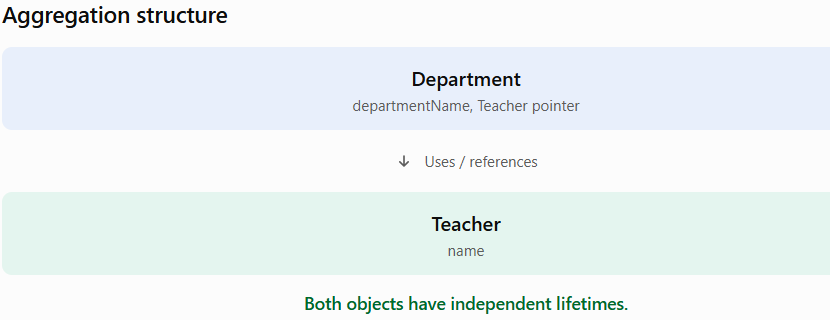 Aggregation structure
Department
departmentName, Teacher pointer
↓ Uses / references
Teacher
name
Both objects have independent lifetimes.